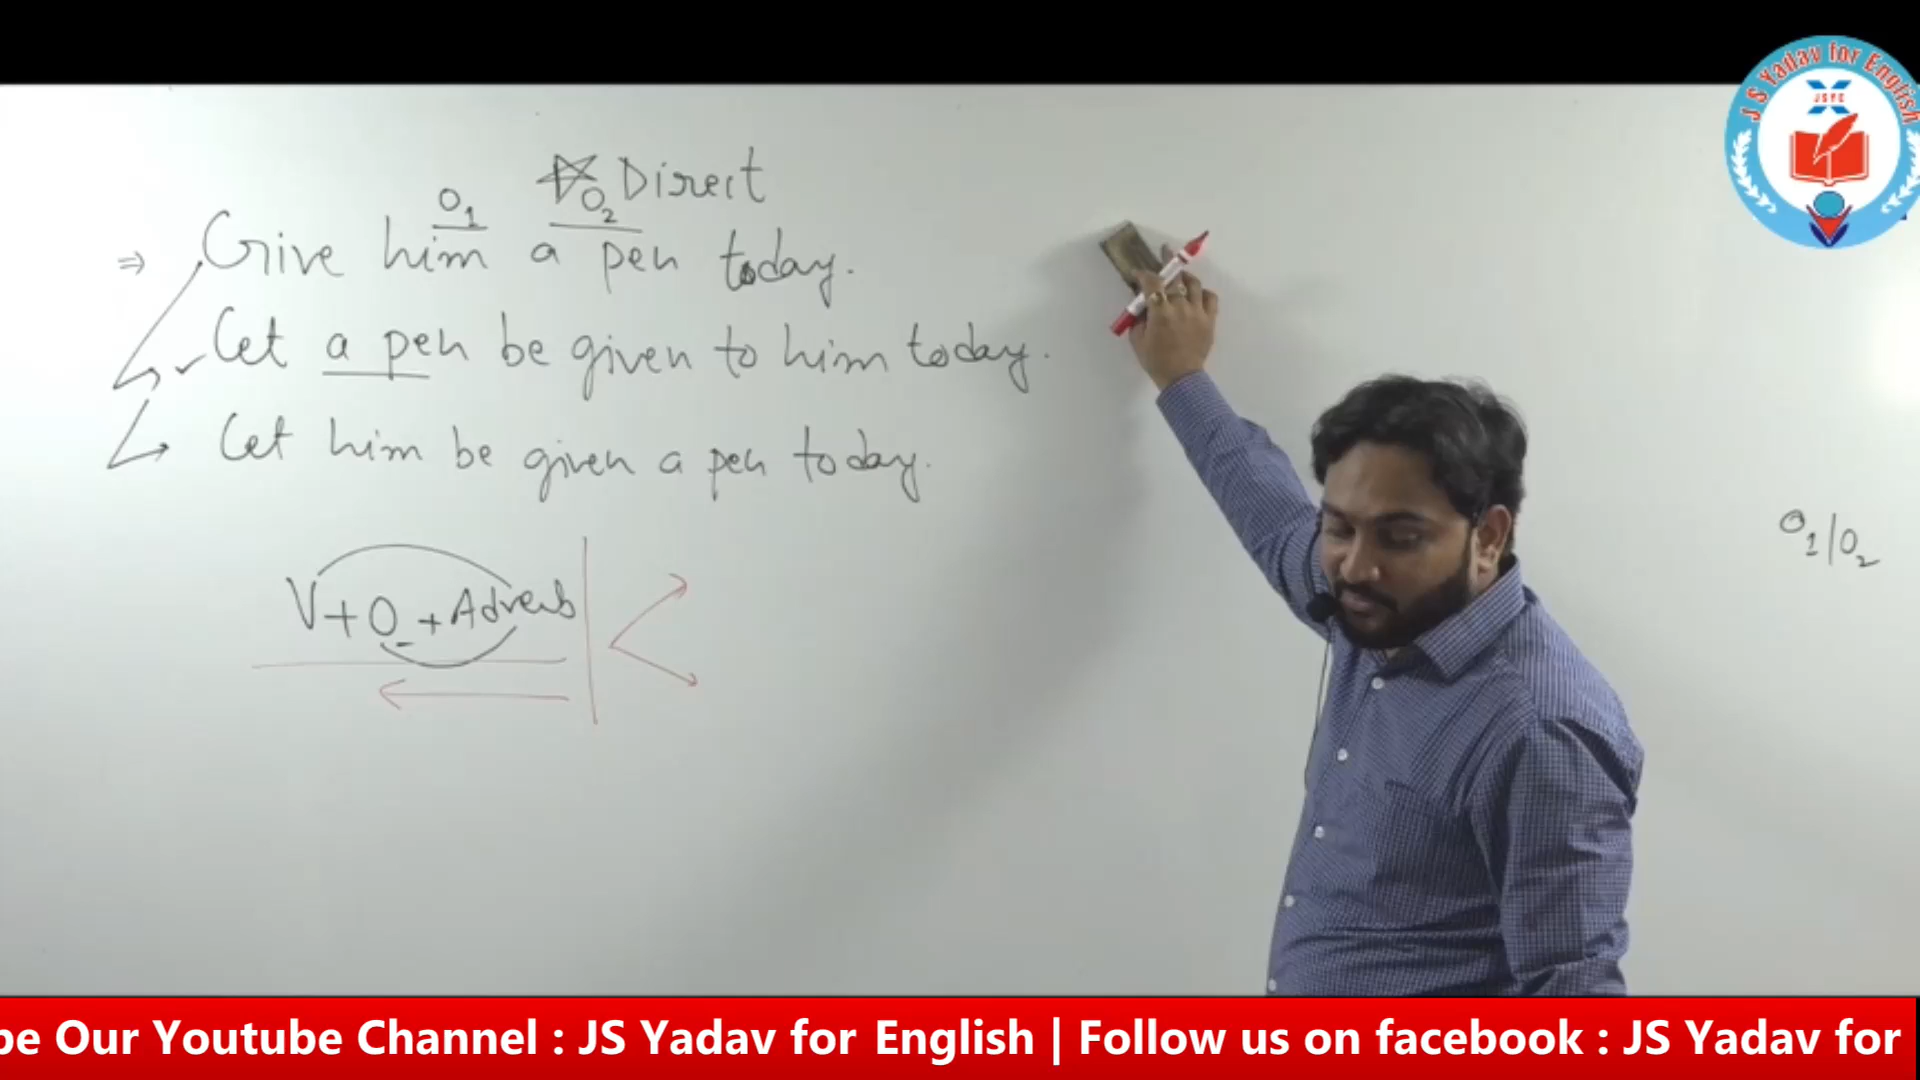 O1 O2 Direct
⇒ Give him a pen today.
Let a pen be given to him today.
Let him be given a pen today.
V+O+Adverb
O1/O2
J S Yadav for English
JSYE
be Our Youtube Channel : JS Yadav for English | Follow us on facebook : JS Yadav for